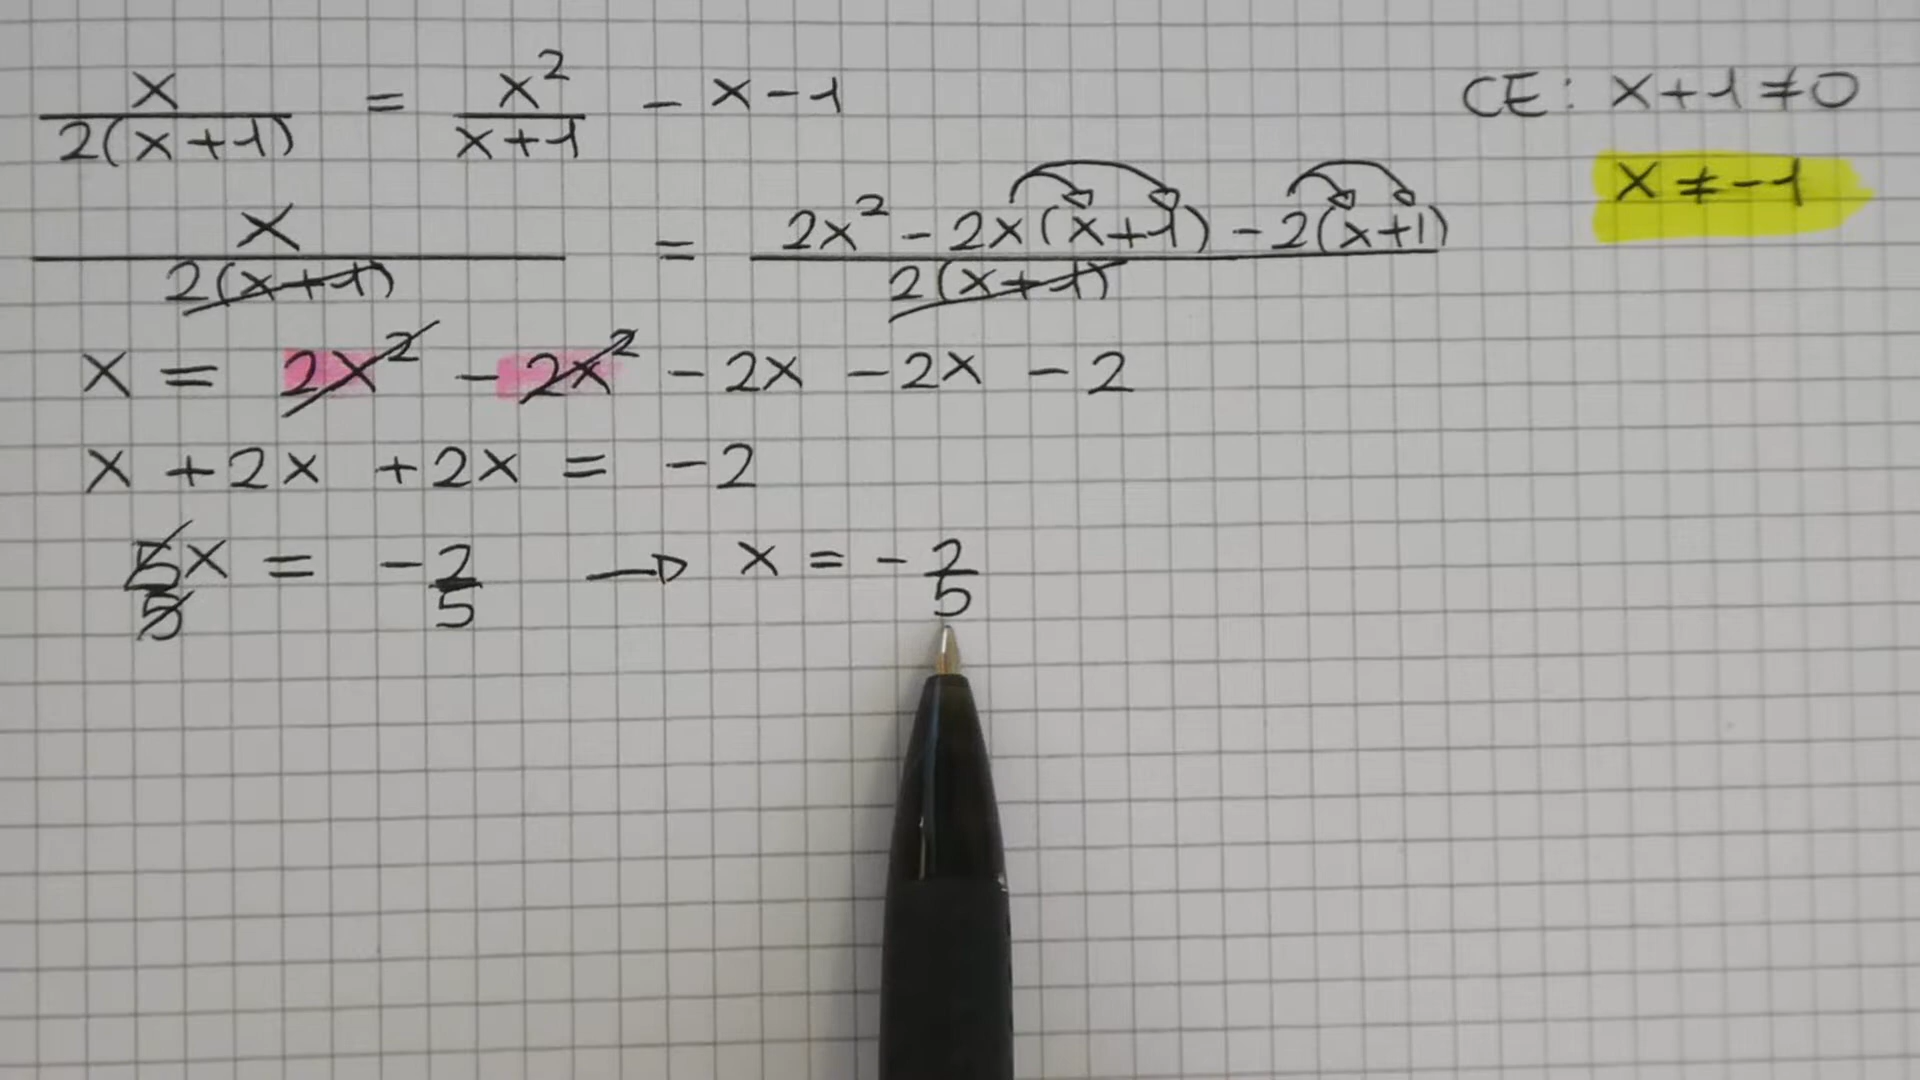 x/2(x+1) = x²/x+1 - x-1 CE: x+1≠0
x≠-1
x/2(x+1) = 2x²-2x(x+1)-2(x+1)/2(x+1)
x = 2x² - 2x² - 2x - 2x - 2
x + 2x + 2x = -2
5x/5 = -2/5 → x = -2/5